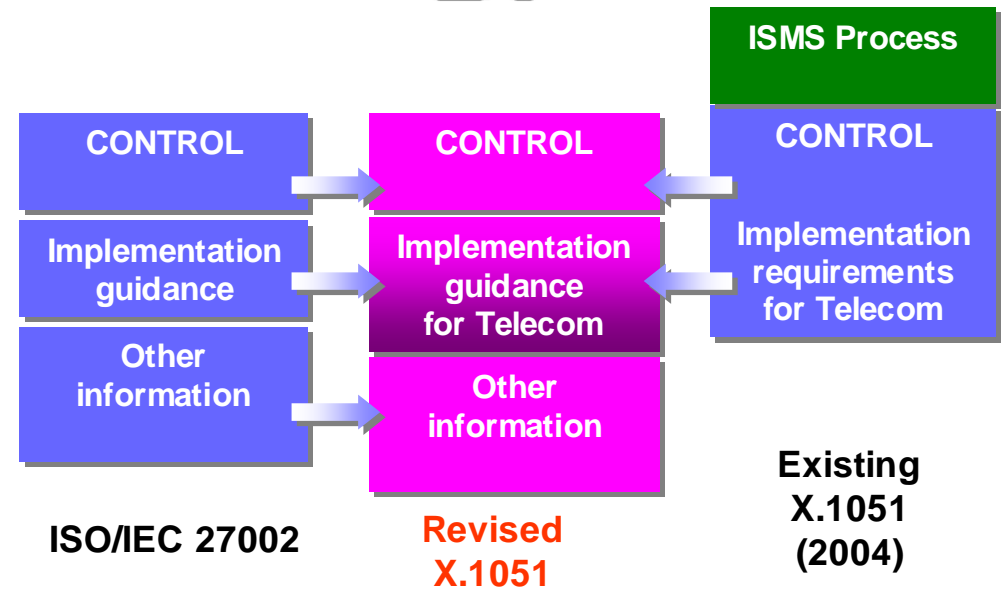 CONTROL
Implementation
guidance
Other
information
ISO/IEC 27002
CONTROL
Implementation
guidance
for Telecom
Other
information
Revised
X.1051
ISMS Process
CONTROL
Implementation
requirements
for Telecom
Existing
X.1051
(2004)